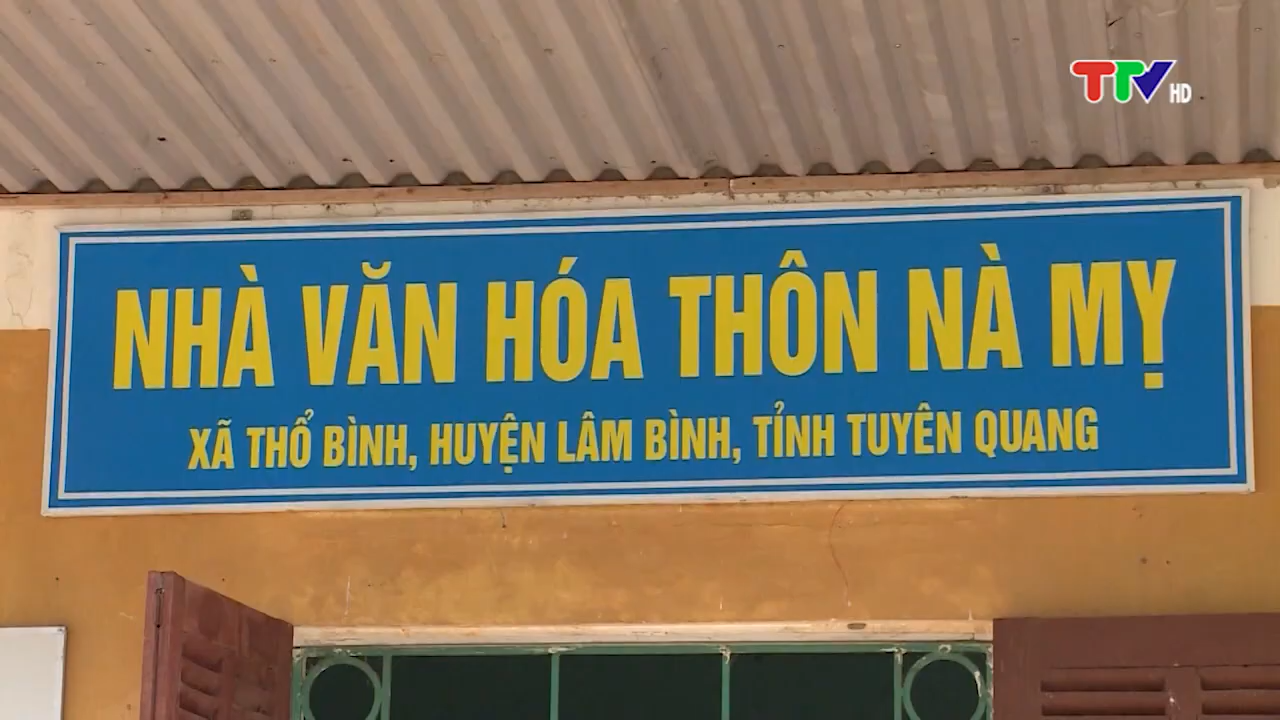 TTV HD
NHÀ VĂN HÓA THÔN NÀ MỴ
XÃ THỔ BÌNH, HUYỆN LÂM BÌNH, TỈNH TUYÊN QUANG